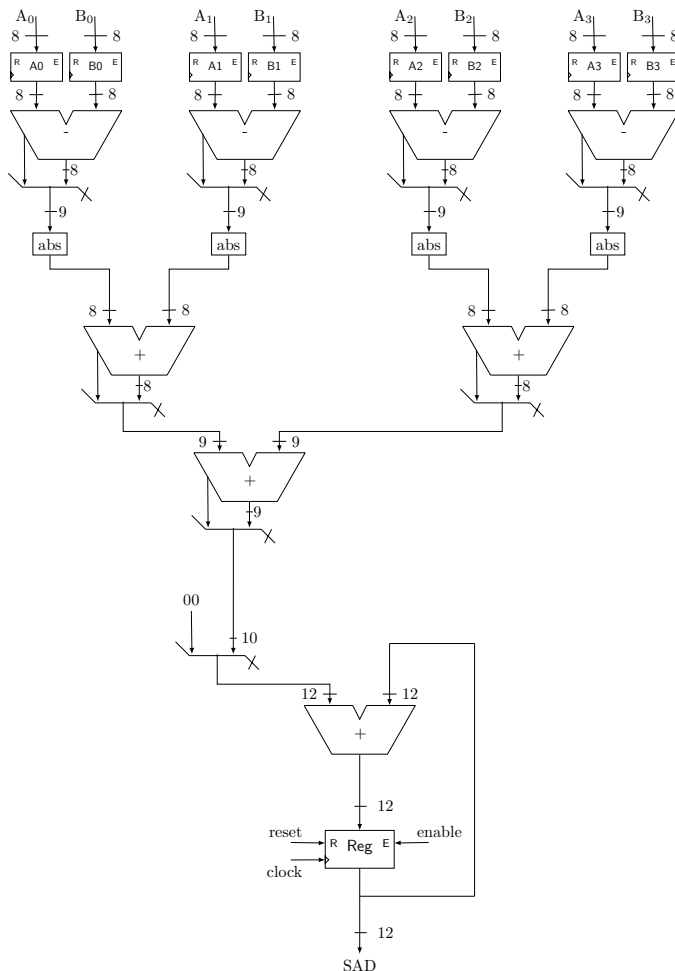 A₀ B₀ A₁ B₁ A₂ B₂ A₃ B₃
8 8 8 8 8 8 8 8
R A0 E R B0 E R A1 E R B1 E R A2 E R B2 E R A3 E R B3 E
8 8 8 8 8 8 8 8
- - - -
8 8 8 8
9 9 9 9
abs abs abs abs
8 8 8 8
+ +
8 8
9 9
+
9
00
10
12 12
+
12
reset R Reg E enable
clock
12
SAD